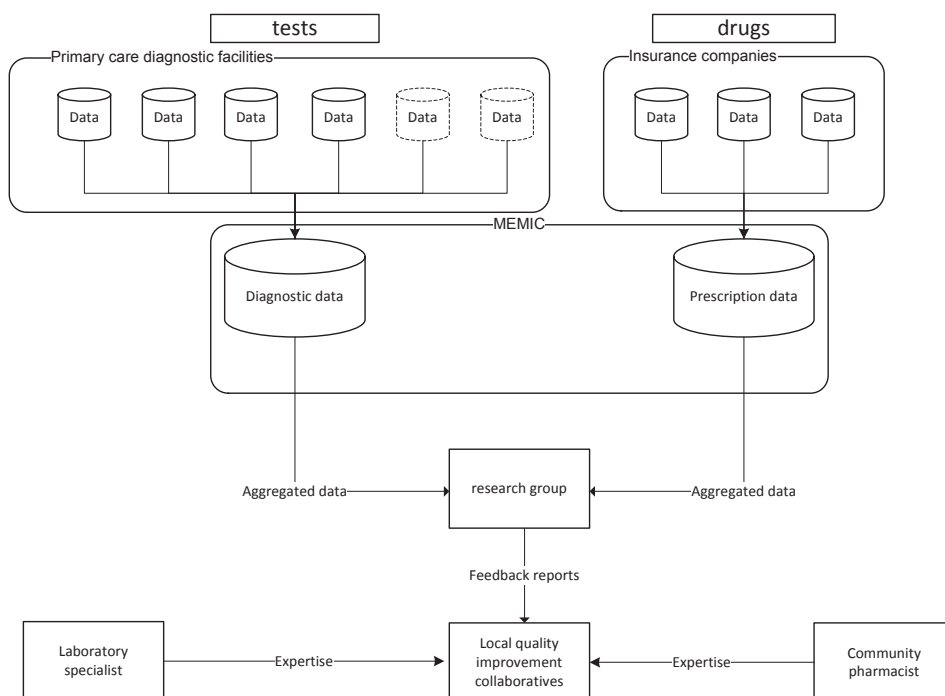 tests
drugs
Primary care diagnostic facilities
Insurance companies
Data
Data
Data
Data
Data
Data
Data
Data
Data
MEMIC
Diagnostic data
Prescription data
Aggregated data
research group
Aggregated data
Feedback reports
Laboratory
specialist
Expertise
Local quality
improvement
collaboratives
Expertise
Community
pharmacist